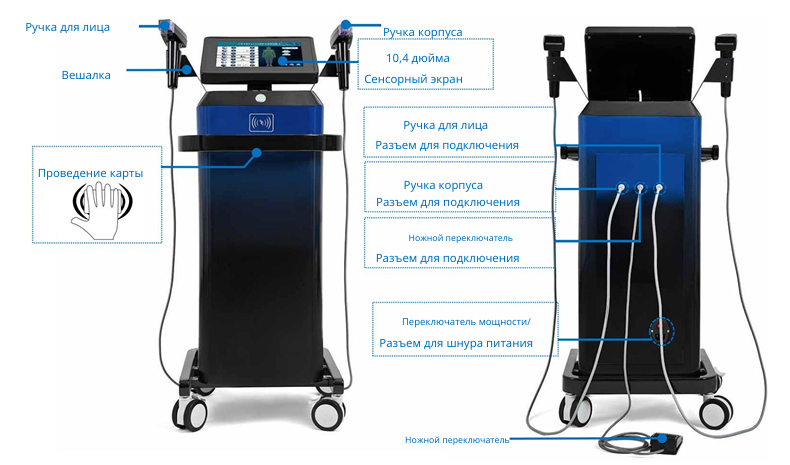 Ручка для лица
Ручка корпуса
10,4 дюйма
Сенсорный экран
Вешалка
Проведение карты
Ручка для лица
Разъем для подключения
Ручка корпуса
Разъем для подключения
Ножной переключатель
Разъем для подключения
Переключатель мощности/
Разъем для шнура питания
Ножной переключатель